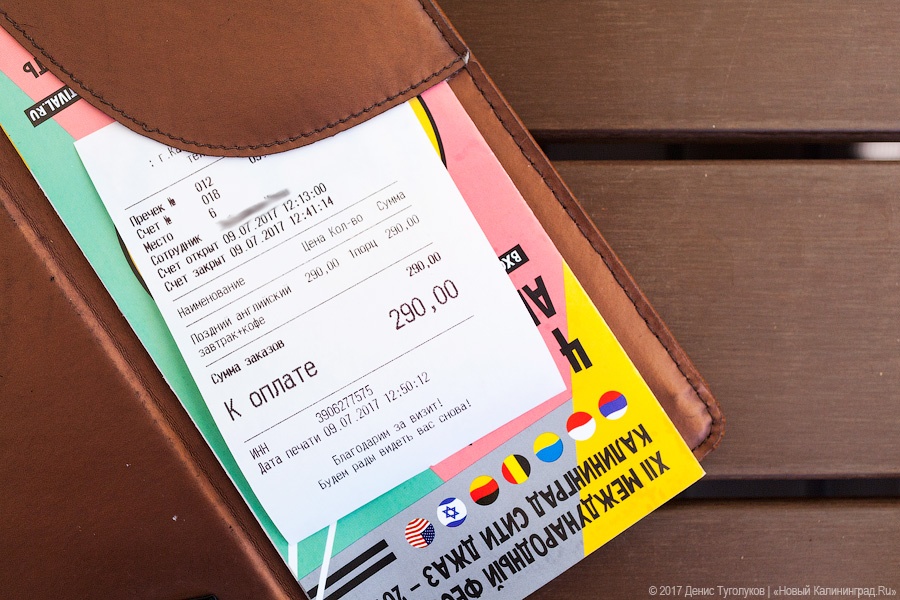 TIVAL.RU
: г.Ка
012
Пречек №
018
Счет №
6
Место
Сотрудник
Счет открыт 09.07.2017 12:13:00
Счет закрыт 09.07.2017 12:41:14
Наименование Цена Кол-во Сумма
Поздний английский 290,00 1порц 290,00
завтрак+кофе
Сумма заказов 290,00
К оплате 290,00
ИНН 3906277575
Дата печати 09.07.2017 12:50:12
Благодарим за визит!
Будем рады видеть вас снова!
XII МЕЖДУНАРОДНЫЙ ФЕС
КАЛИНИНГРАД СИТИ ДЖАЗ – 20
© 2017 Денис Туголуков | «Новый Калининград.Ru»